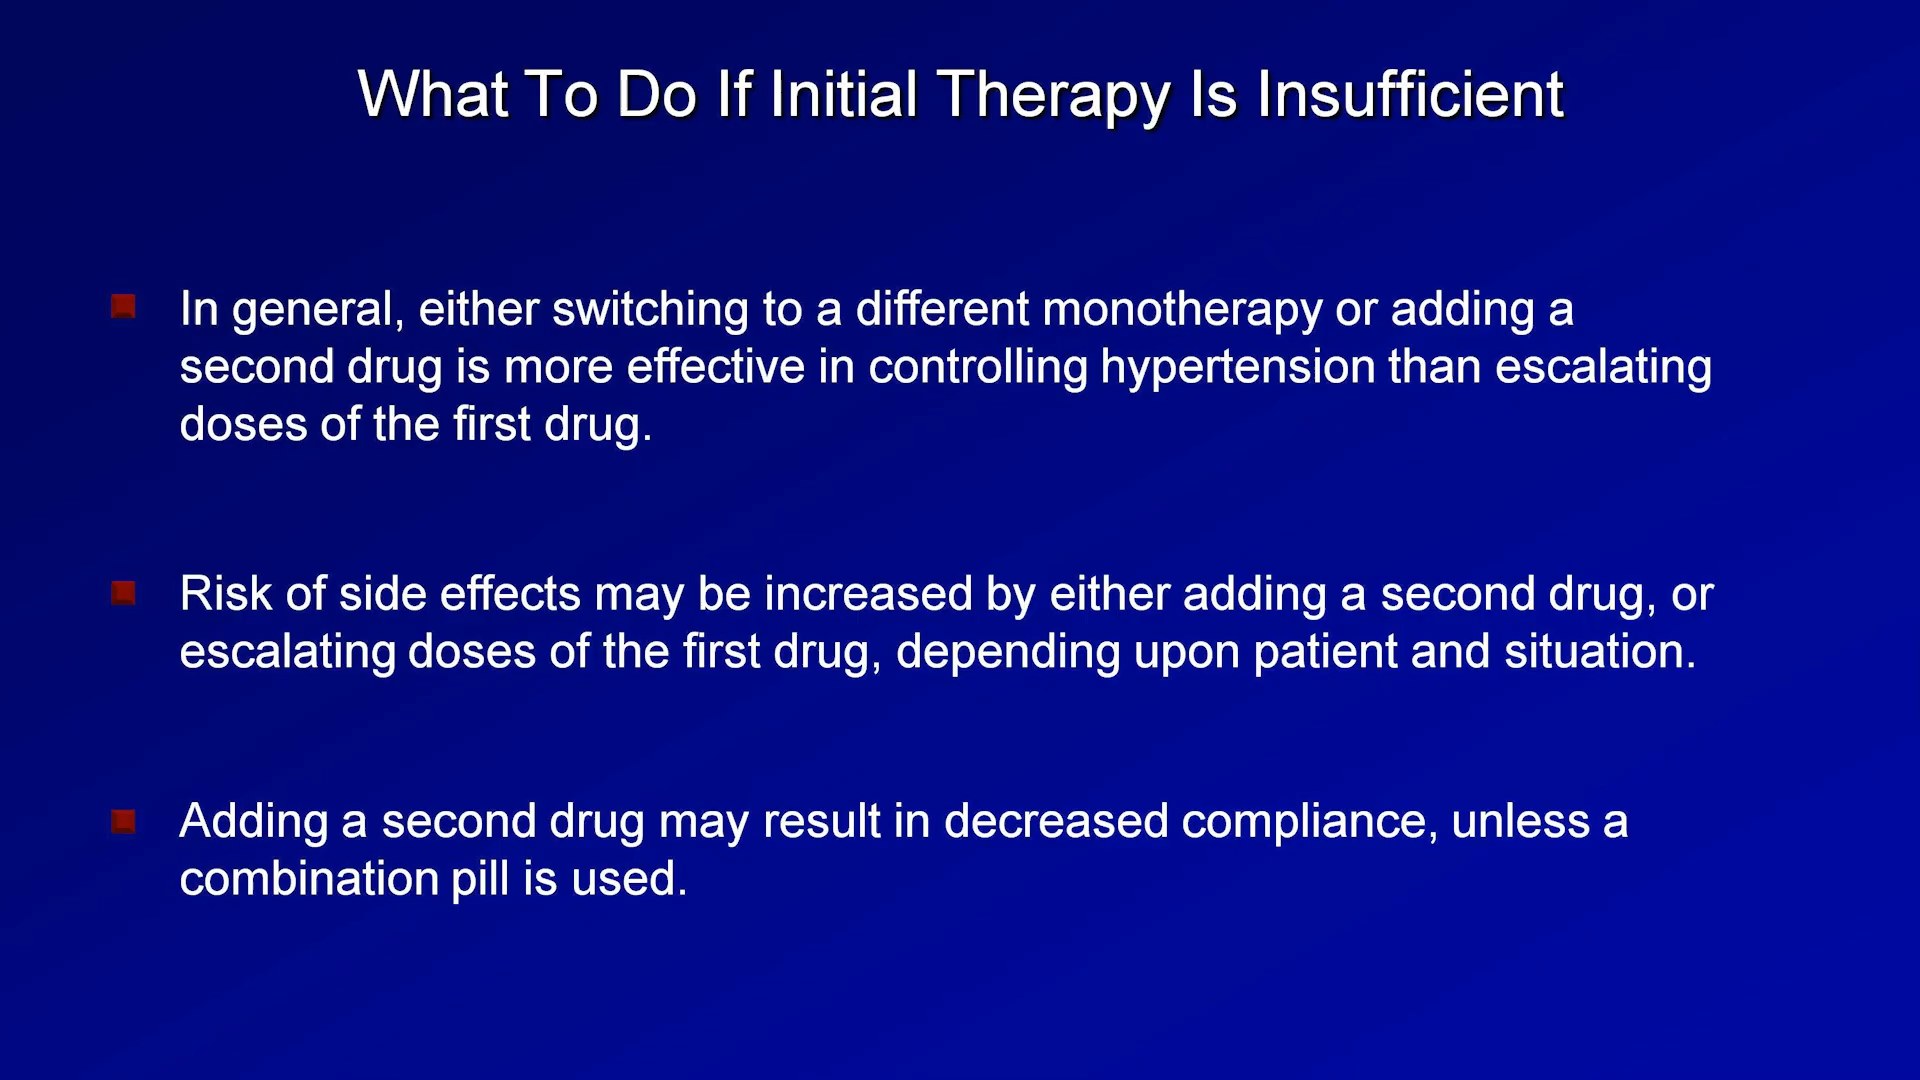 What To Do If Initial Therapy Is Insufficient
In general, either switching to a different monotherapy or adding a
second drug is more effective in controlling hypertension than escalating
doses of the first drug.
Risk of side effects may be increased by either adding a second drug, or
escalating doses of the first drug, depending upon patient and situation.
Adding a second drug may result in decreased compliance, unless a
combination pill is used.